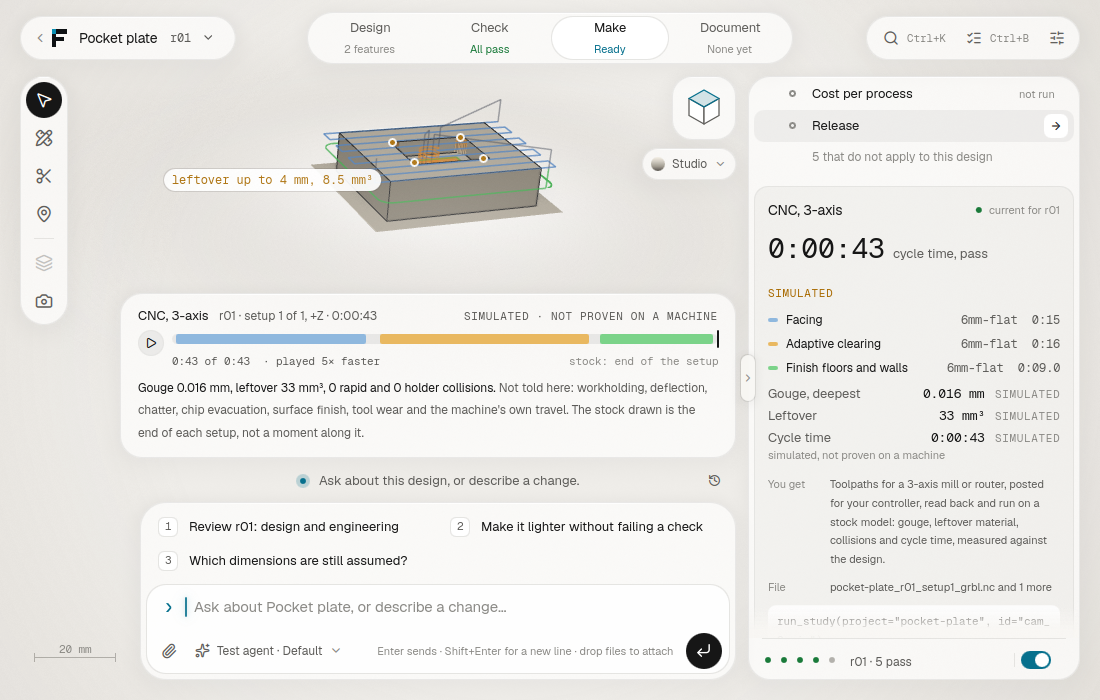 Pocket plate r01
Design
2 features
Check
All pass
Make
Ready
Document
None yet
Ctrl+K
Ctrl+B
Studio
leftover up to 4 mm, 8.5 mm³
CNC, 3-axis r01 · setup 1 of 1, +Z · 0:00:43 SIMULATED · NOT PROVEN ON A MACHINE
0:43 of 0:43 · played 5× faster stock: end of the setup
Gouge 0.016 mm, leftover 33 mm³, 0 rapid and 0 holder collisions. Not told here: workholding, deflection,
chatter, chip evacuation, surface finish, tool wear and the machine's own travel. The stock drawn is the
end of each setup, not a moment along it.
Ask about this design, or describe a change.
1 Review r01: design and engineering
2 Make it lighter without failing a check
3 Which dimensions are still assumed?
Ask about Pocket plate, or describe a change…
Test agent · Default
Enter sends · Shift+Enter for a new line · drop files to attach
20 mm
Cost per process not run
Release
5 that do not apply to this design
CNC, 3-axis current for r01
0:00:43 cycle time, pass
SIMULATED
Facing 6mm-flat 0:15
Adaptive clearing 6mm-flat 0:16
Finish floors and walls 6mm-flat 0:09.0
Gouge, deepest 0.016 mm SIMULATED
Leftover 33 mm³ SIMULATED
Cycle time 0:00:43 SIMULATED
simulated, not proven on a machine
You get Toolpaths for a 3-axis mill or router, posted
for your controller, read back and run on a
stock model: gouge, leftover material,
collisions and cycle time, measured against
the design.
File pocket-plate_r01_setup1_grbl.nc and 1 more
run_study(project="pocket-plate", id="cam_
r01 · 5 pass